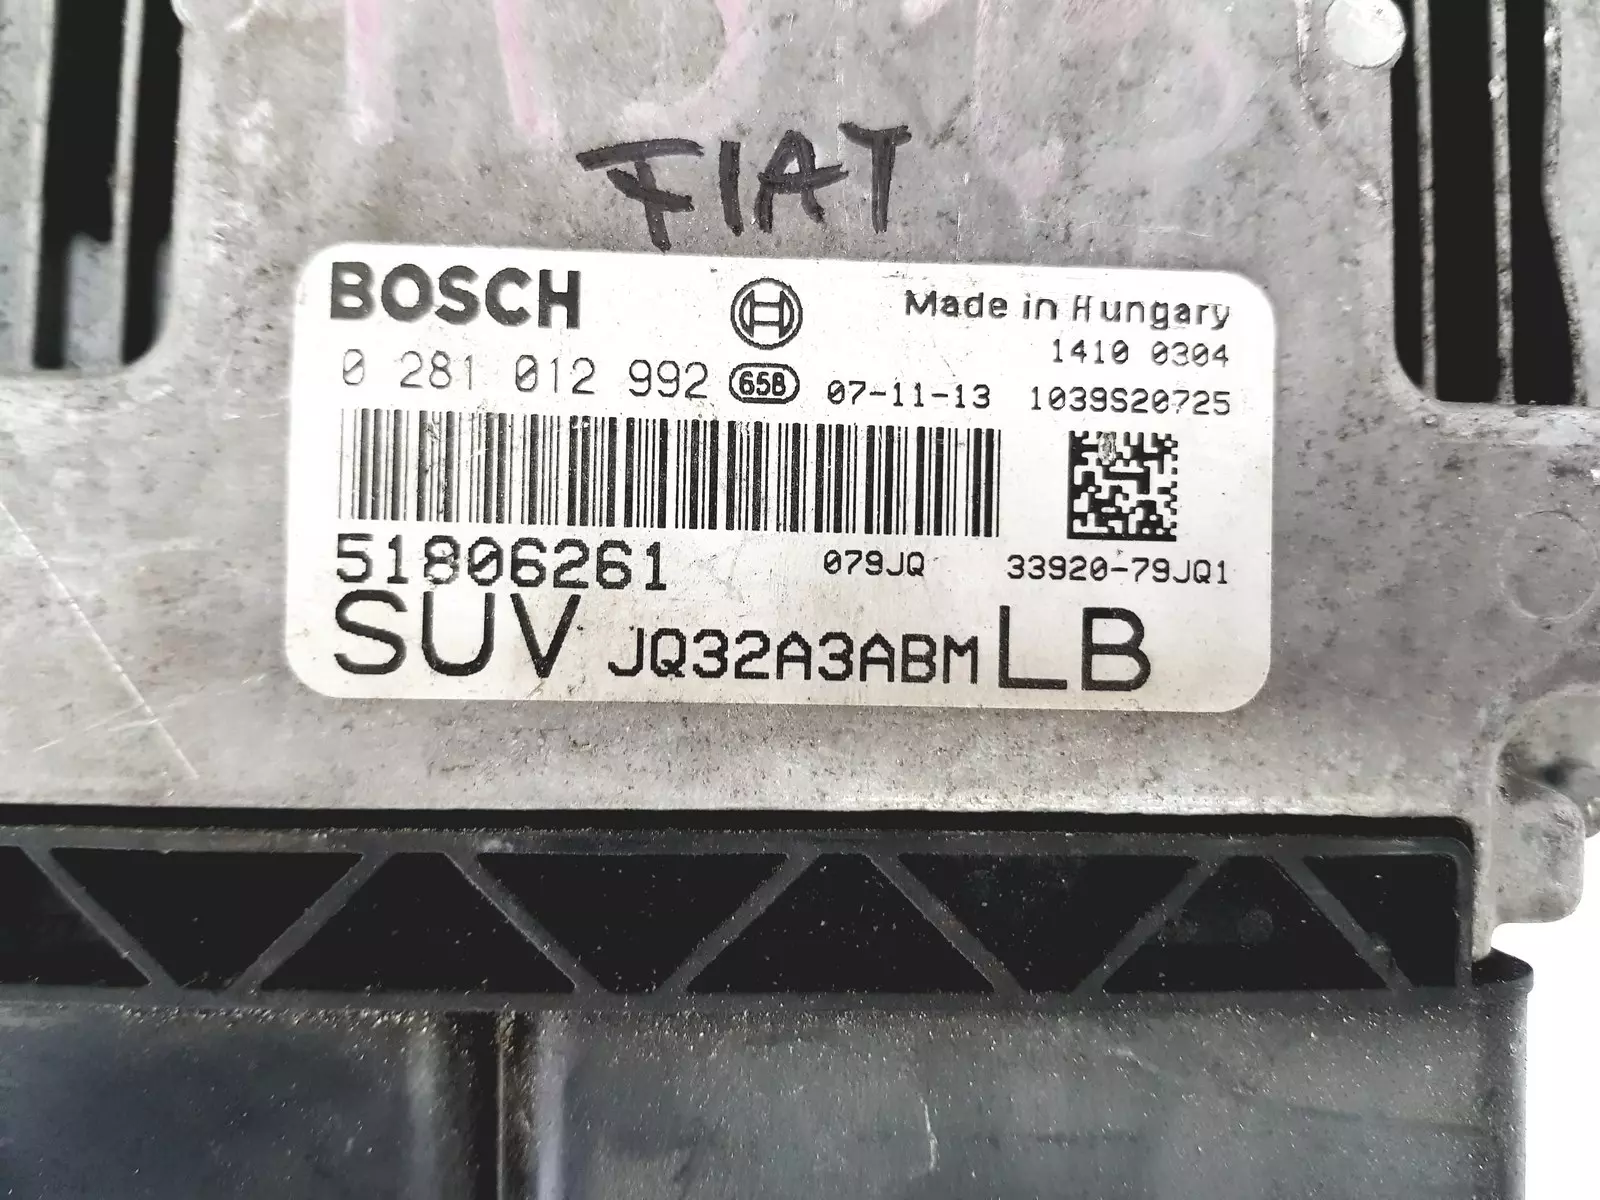 FIAT
BOSCH
Made in Hungary
1410 0304
0 281 012 992 658 07-11-13 1039S20725
51806261 079JQ 33920-79JQ1
SUV JQ32A3ABM LB